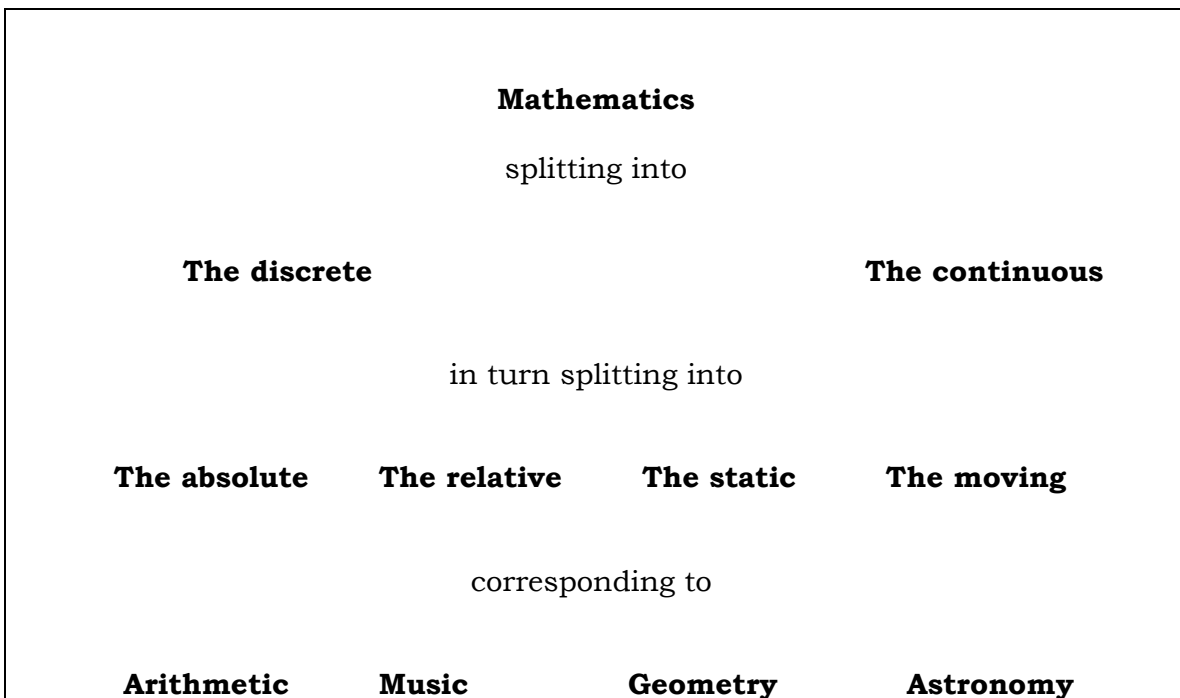 Mathematics
splitting into
The discrete The continuous
in turn splitting into
The absolute The relative The static The moving
corresponding to
Arithmetic Music Geometry Astronomy